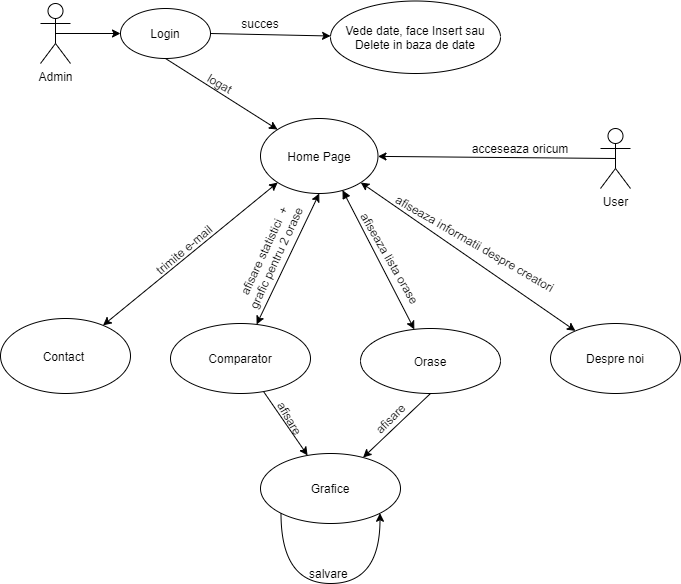 Login
succes
Vede date, face Insert sau
Delete in baza de date
Admin
logat
Home Page
acceseaza oricum
User
trimite e-mail
afisare statistici +
grafic pentru 2 orase
afiseaza lista orase
afiseaza informatii despre creatori
Contact
Comparator
Orase
Despre noi
afisare
afisare
Grafice
salvare